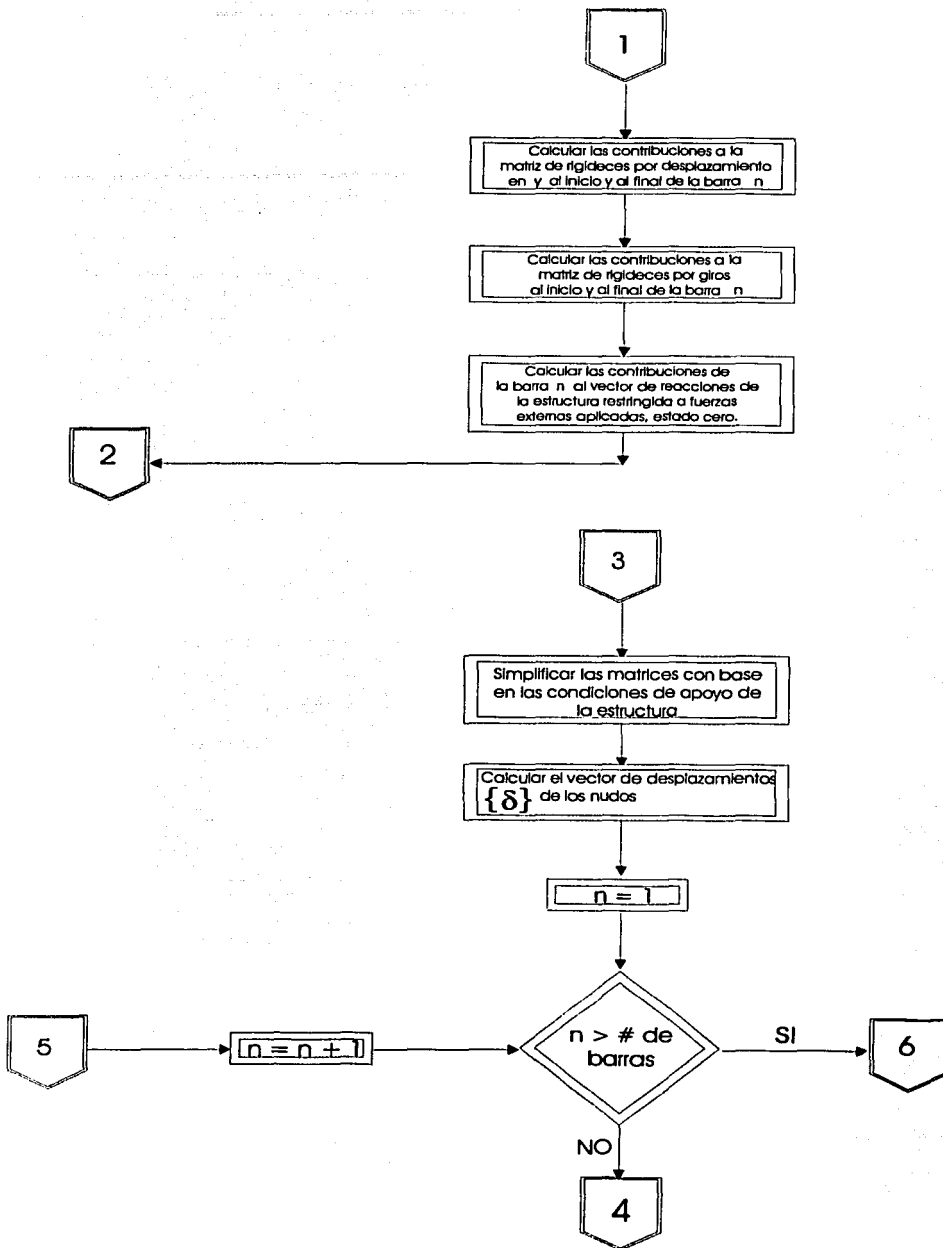 1
Calcular las contribuciones a la
matriz de rigideces por desplazamiento
en y al inicio y al final de la barra n
Calcular las contribuciones a la
matriz de rigideces por giros
al inicio y al final de la barra n
Calcular las contribuciones de
la barra n al vector de reacciones de
la estructura restringida a fuerzas
externas aplicadas, estado cero.
2
3
Simplificar las matrices con base
en las condiciones de apoyo de
la estructura
Calcular el vector de desplazamientos
{δ} de los nudos
n = 1
5
n = n + 1
n > # de
barras
SI
6
NO
4